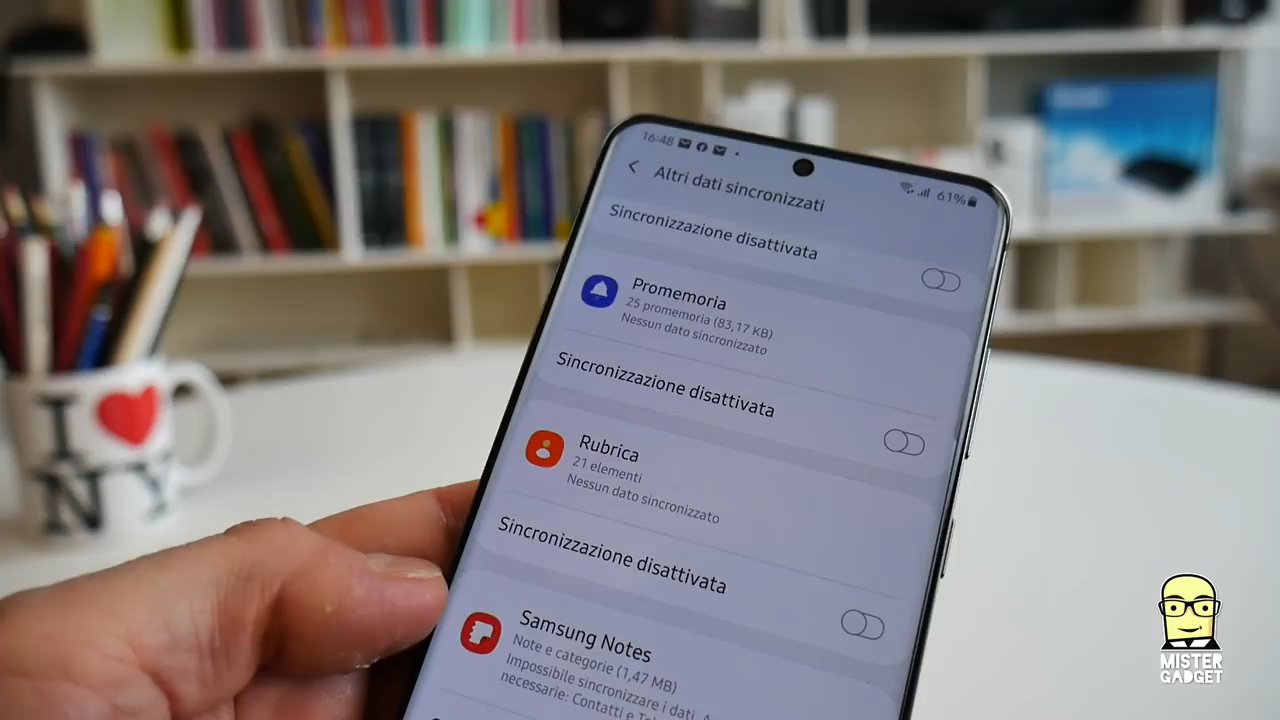 16:48
61%
Altri dati sincronizzati
Sincronizzazione disattivata
Promemoria
25 promemoria (83,17 KB)
Nessun dato sincronizzato
Sincronizzazione disattivata
Rubrica
21 elementi
Nessun dato sincronizzato
Sincronizzazione disattivata
Samsung Notes
Note e categorie (1,47 MB)
Impossibile sincronizzare i dati. A
necessarie: Contatti e Tel
I
NY
MISTER
GADGET